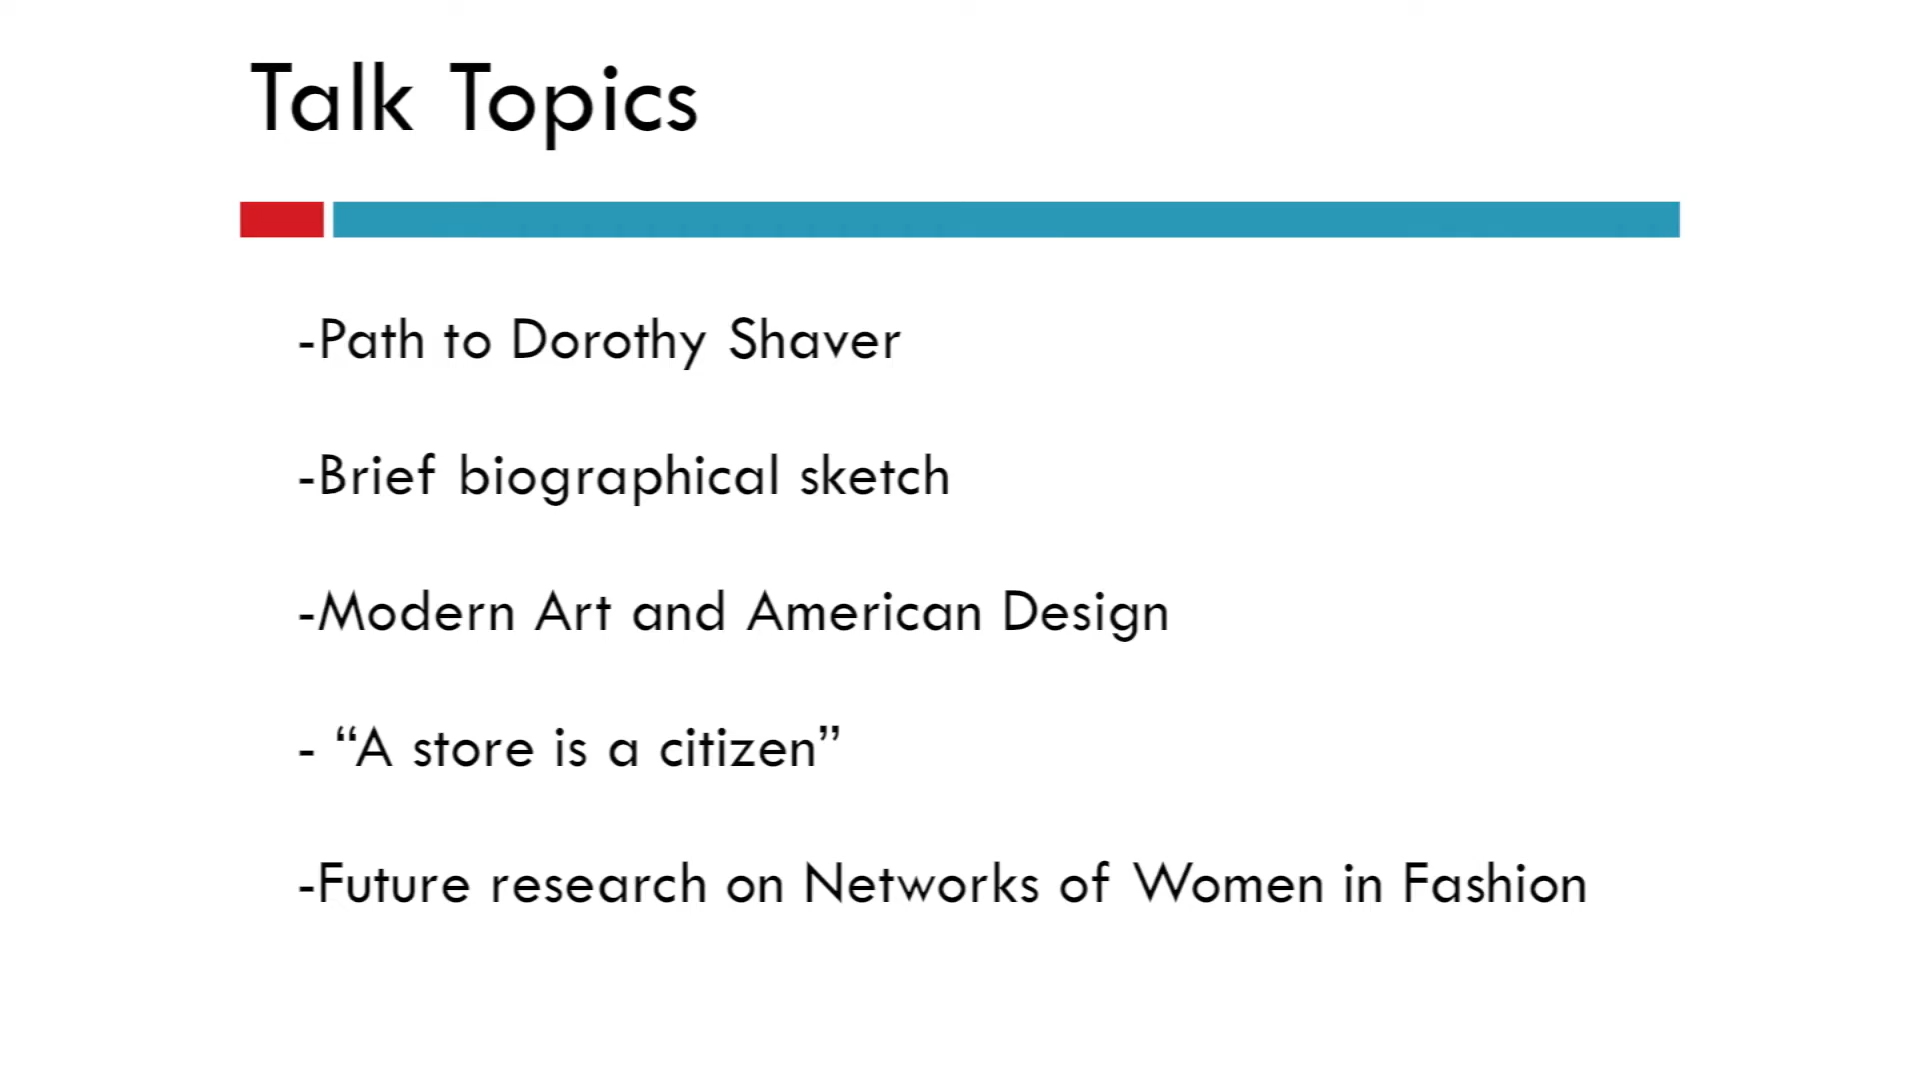 Talk Topics
-Path to Dorothy Shaver
-Brief biographical sketch
-Modern Art and American Design
- “A store is a citizen”
-Future research on Networks of Women in Fashion